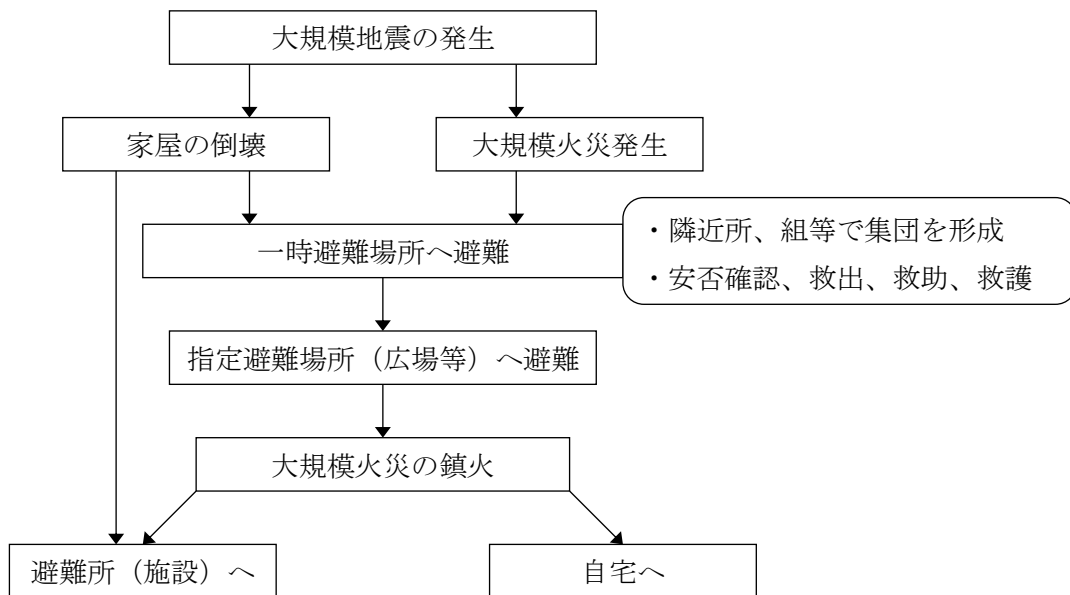 大規模地震の発生
家屋の倒壊
大規模火災発生
一時避難場所へ避難
・隣近所、組等で集団を形成
・安否確認、救出、救助、救護
指定避難場所（広場等）へ避難
大規模火災の鎮火
避難所（施設）へ
自宅へ